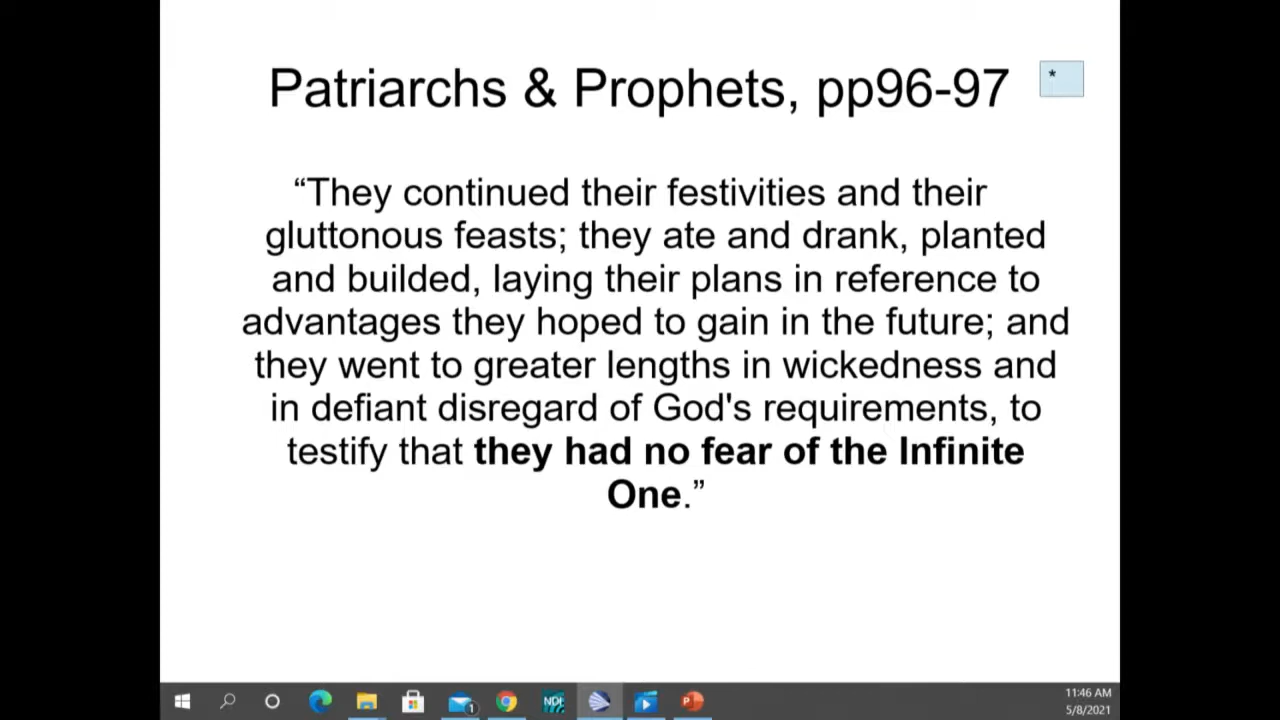 Patriarchs & Prophets, pp96-97
*
“They continued their festivities and their
gluttonous feasts; they ate and drank, planted
and builded, laying their plans in reference to
advantages they hoped to gain in the future; and
they went to greater lengths in wickedness and
in defiant disregard of God's requirements, to
testify that they had no fear of the Infinite
One.”
NDI
1
P
11:46 AM
5/8/2021